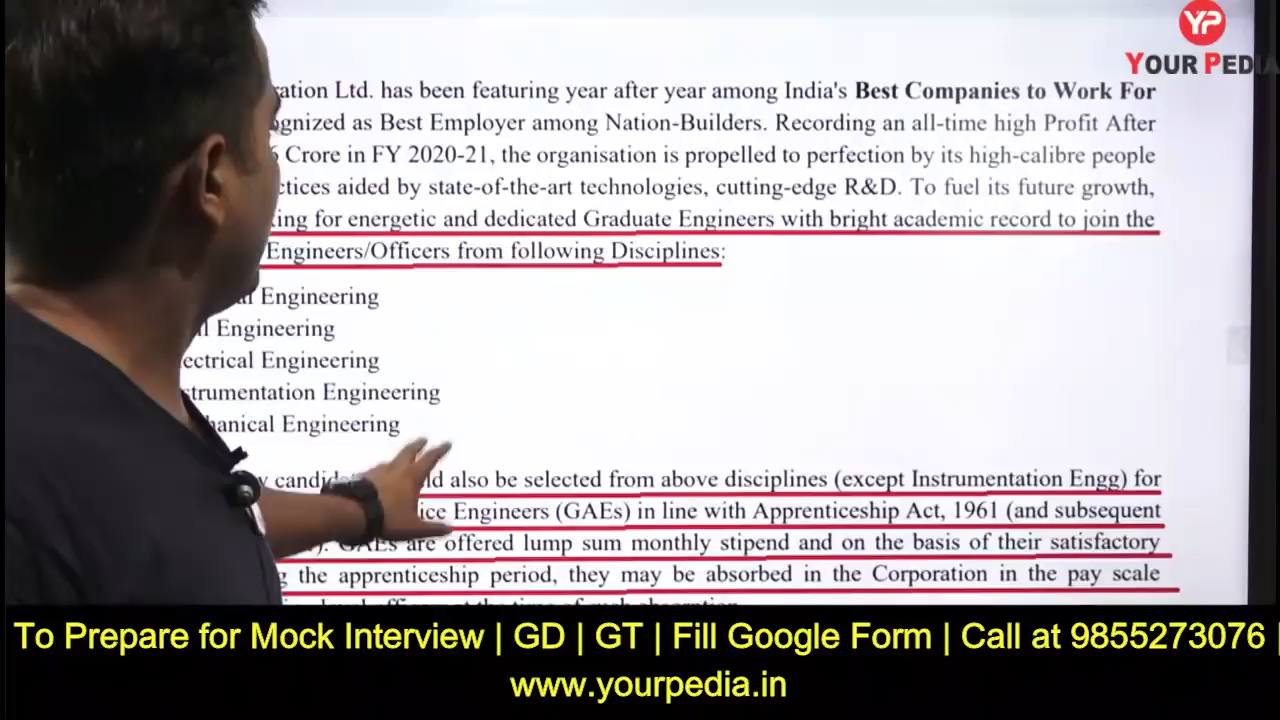 YP
YOUR PEDIA
ration Ltd. has been featuring year after year among India's Best Companies to Work For
ognized as Best Employer among Nation-Builders. Recording an all-time high Profit After
Crore in FY 2020-21, the organisation is propelled to perfection by its high-calibre people
ctices aided by state-of-the-art technologies, cutting-edge R&D. To fuel its future growth,
king for energetic and dedicated Graduate Engineers with bright academic record to join the
Engineers/Officers from following Disciplines:
Engineering
Engineering
ectrical Engineering
strumentation Engineering
hanical Engineering
also be selected from above disciplines (except Instrumentation Engg) for
ice Engineers (GAEs) in line with Apprenticeship Act, 1961 (and subsequent
GAEs are offered lump sum monthly stipend and on the basis of their satisfactory
the apprenticeship period, they may be absorbed in the Corporation in the pay scale
To Prepare for Mock Interview | GD | GT | Fill Google Form | Call at 9855273076 |
www.yourpedia.in